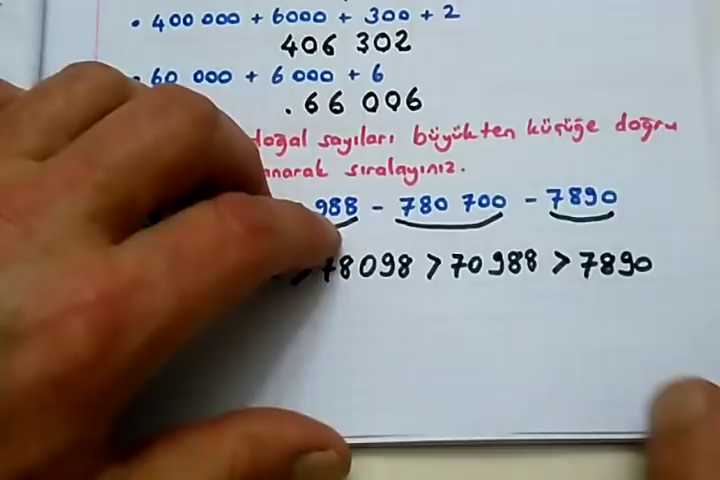 • 400 000 + 6000 + 300 + 2
406 302
• 60 000 + 6 000 + 6
.66 006
doğal sayıları büyükten küçüğe doğru
sıralayınız.
988 - 780 700 - 7890
> 78098 > 70988 > 7890